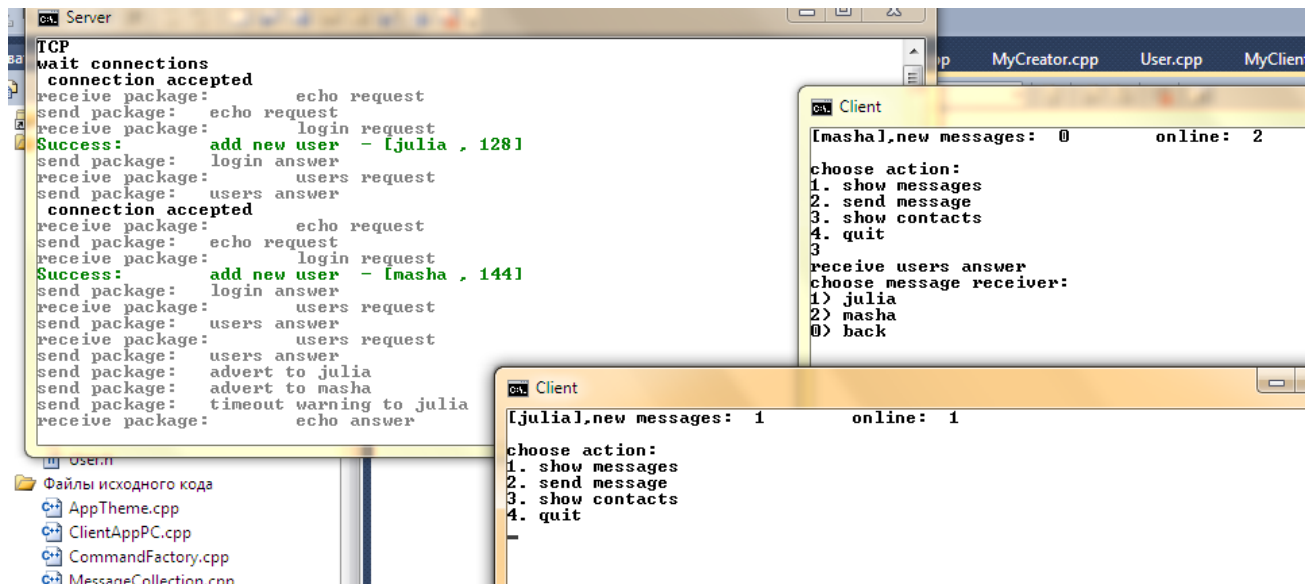 Server
TCP
wait connections
connection accepted
receive package: echo request
send package: echo request
receive package: login request
Success: add new user - [julia , 128]
send package: login answer
receive package: users request
send package: users answer
connection accepted
receive package: echo request
send package: echo request
receive package: login request
Success: add new user - [masha , 144]
send package: login answer
receive package: users request
send package: users answer
receive package: users request
send package: users answer
send package: advert to julia
send package: advert to masha
send package: timeout warning to julia
receive package: echo answer
MyCreator.cpp User.cpp MyClien
Client
[masha],new messages: 0 online: 2
choose action:
1. show messages
2. send message
3. show contacts
4. quit
3
receive users answer
choose message receiver:
1) julia
2) masha
0) back
Client
[julia],new messages: 1 online: 1
choose action:
1. show messages
2. send message
3. show contacts
4. quit
User.h
Файлы исходного кода
AppTheme.cpp
ClientAppPC.cpp
CommandFactory.cpp
MessageCollection.cpp